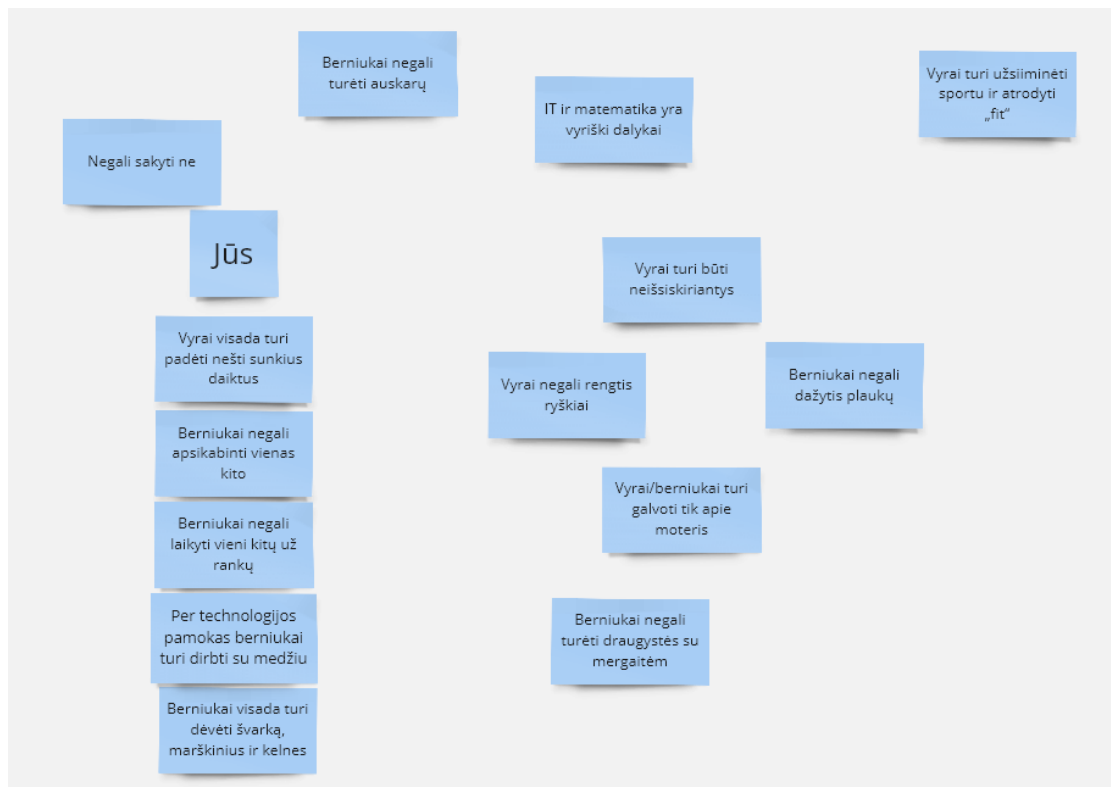 Berniukai negali
turėti auskarų
Vyrai turi užsiiminėti
sportu ir atrodyti
„fit“
IT ir matematika yra
vyriški dalykai
Negali sakyti ne
Jūs
Vyrai turi būti
neišsiskiriantys
Vyrai visada turi
padėti nešti sunkius
daiktus
Vyrai negali rengtis
ryškiai
Berniukai negali
dažytis plaukų
Berniukai negali
apsikabinti vienas
kito
Vyrai/berniukai turi
galvoti tik apie
moteris
Berniukai negali
laikyti vieni kitų už
rankų
Per technologijos
pamokas berniukai
turi dirbti su medžiu
Berniukai negali
turėti draugystės su
mergaitėm
Berniukai visada turi
dėvėti švarką,
marškinius ir kelnes